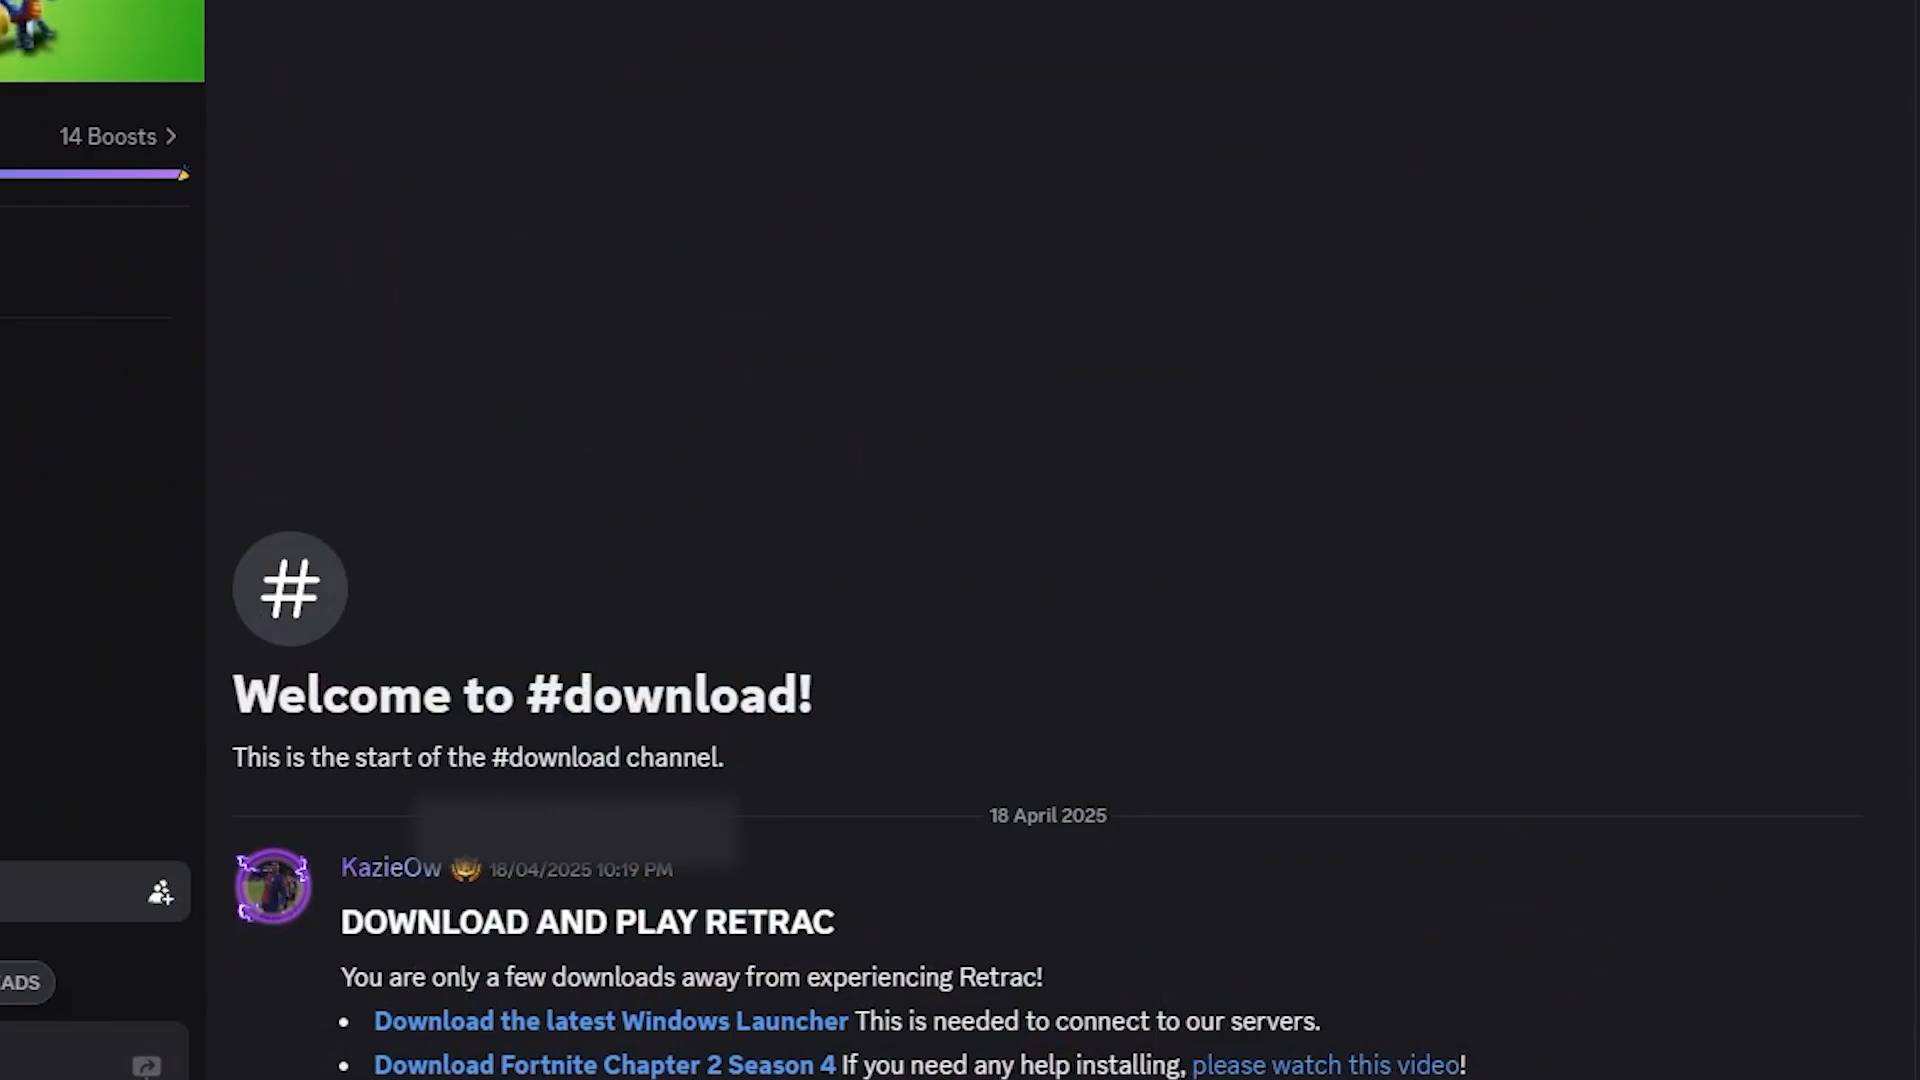 14 Boosts
Welcome to #download!
This is the start of the #download channel.
18 April 2025
KazieOw 18/04/2025 10:19 PM
DOWNLOAD AND PLAY RETRAC
You are only a few downloads away from experiencing Retrac!
• Download the latest Windows Launcher This is needed to connect to our servers.
EADS
• Download Fortnite Chapter 2 Season 4 If you need any help installing, please watch this video!